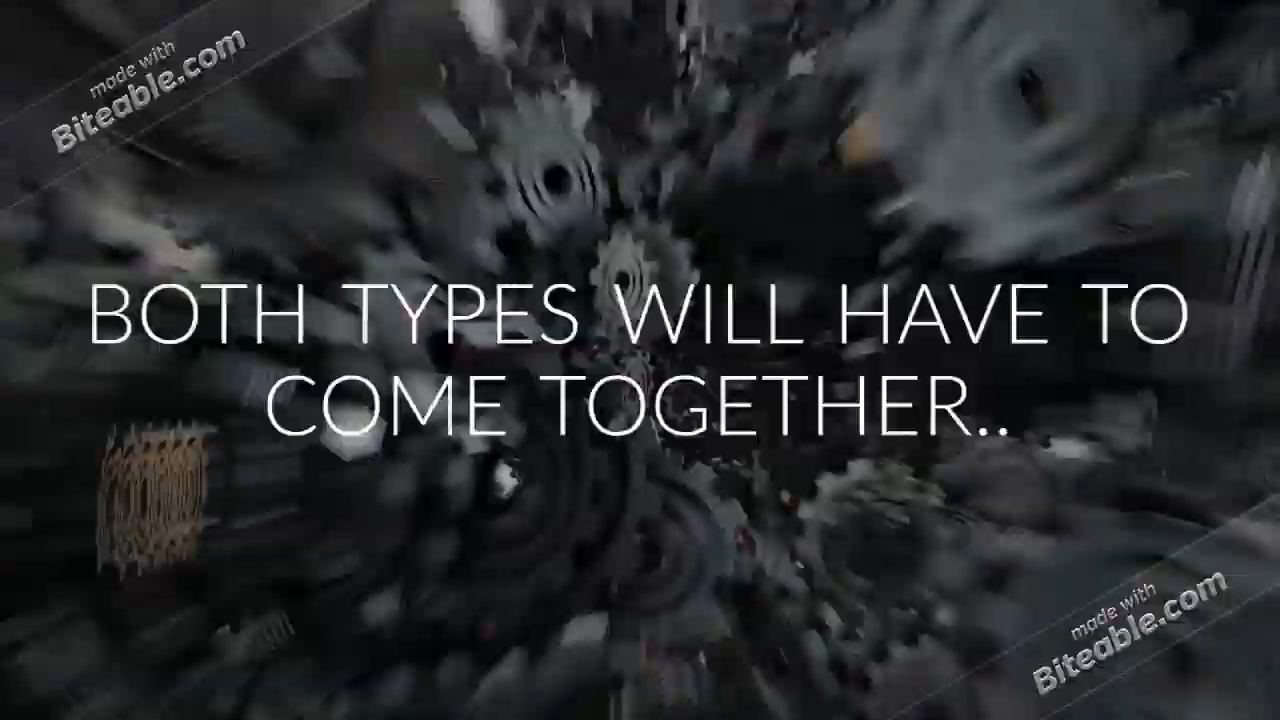 made with
Biteable.com
BOTH TYPES WILL HAVE TO
COME TOGETHER..
made with
Biteable.com